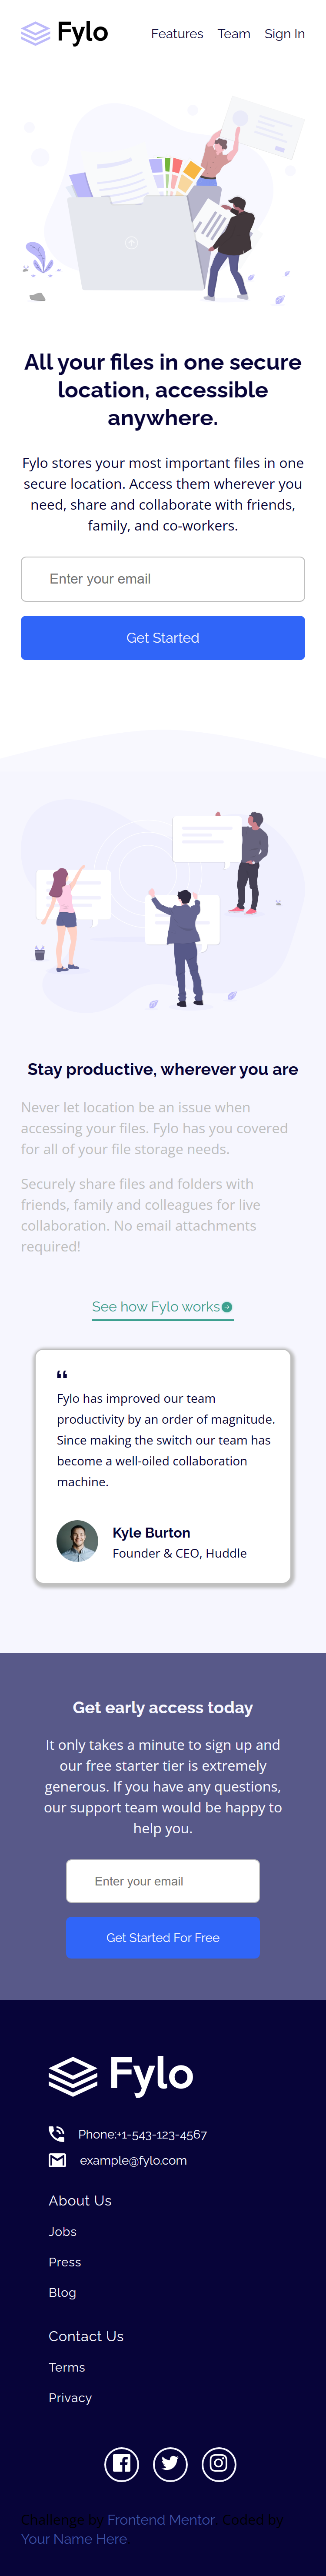 Fylo
Features Team Sign In
All your files in one secure
location, accessible
anywhere.
Fylo stores your most important files in one
secure location. Access them wherever you
need, share and collaborate with friends,
family, and co-workers.
Enter your email
Get Started
Stay productive, wherever you are
Never let location be an issue when
accessing your files. Fylo has you covered
for all of your file storage needs.
Securely share files and folders with
friends, family and colleagues for live
collaboration. No email attachments
required!
See how Fylo works
“
Fylo has improved our team
productivity by an order of magnitude.
Since making the switch our team has
become a well-oiled collaboration
machine.
Kyle Burton
Founder & CEO, Huddle
Get early access today
It only takes a minute to sign up and
our free starter tier is extremely
generous. If you have any questions,
our support team would be happy to
help you.
Enter your email
Get Started For Free
Fylo
Phone:+1-543-123-4567
example@fylo.com
About Us
Jobs
Press
Blog
Contact Us
Terms
Privacy
Challenge by Frontend Mentor. Coded by
Your Name Here